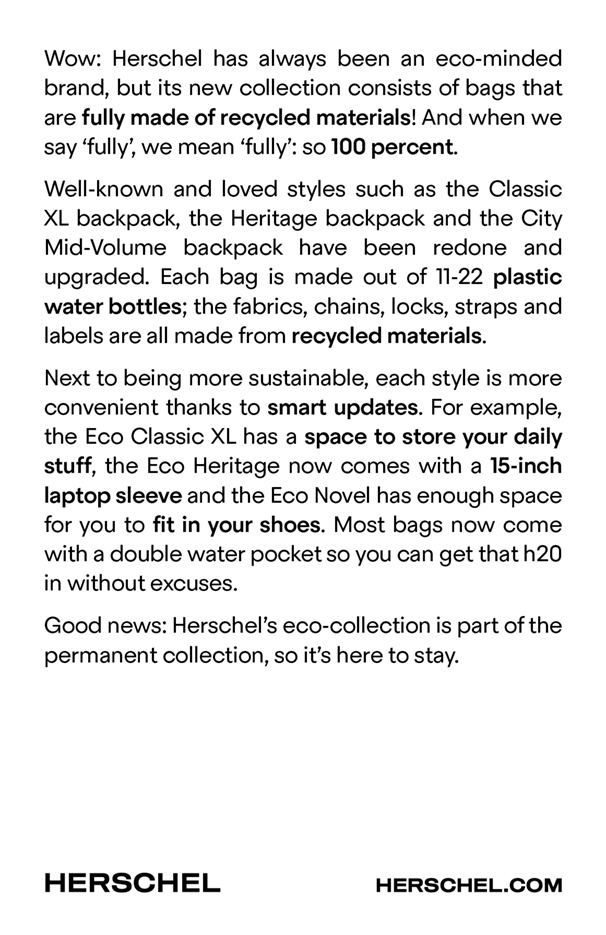 Wow: Herschel has always been an eco-minded
brand, but its new collection consists of bags that
are fully made of recycled materials! And when we
say ‘fully’, we mean ‘fully’: so 100 percent.
Well-known and loved styles such as the Classic
XL backpack, the Heritage backpack and the City
Mid-Volume backpack have been redone and
upgraded. Each bag is made out of 11-22 plastic
water bottles; the fabrics, chains, locks, straps and
labels are all made from recycled materials.
Next to being more sustainable, each style is more
convenient thanks to smart updates. For example,
the Eco Classic XL has a space to store your daily
stuff, the Eco Heritage now comes with a 15-inch
laptop sleeve and the Eco Novel has enough space
for you to fit in your shoes. Most bags now come
with a double water pocket so you can get that h20
in without excuses.
Good news: Herschel’s eco-collection is part of the
permanent collection, so it’s here to stay.
HERSCHEL
HERSCHEL.COM